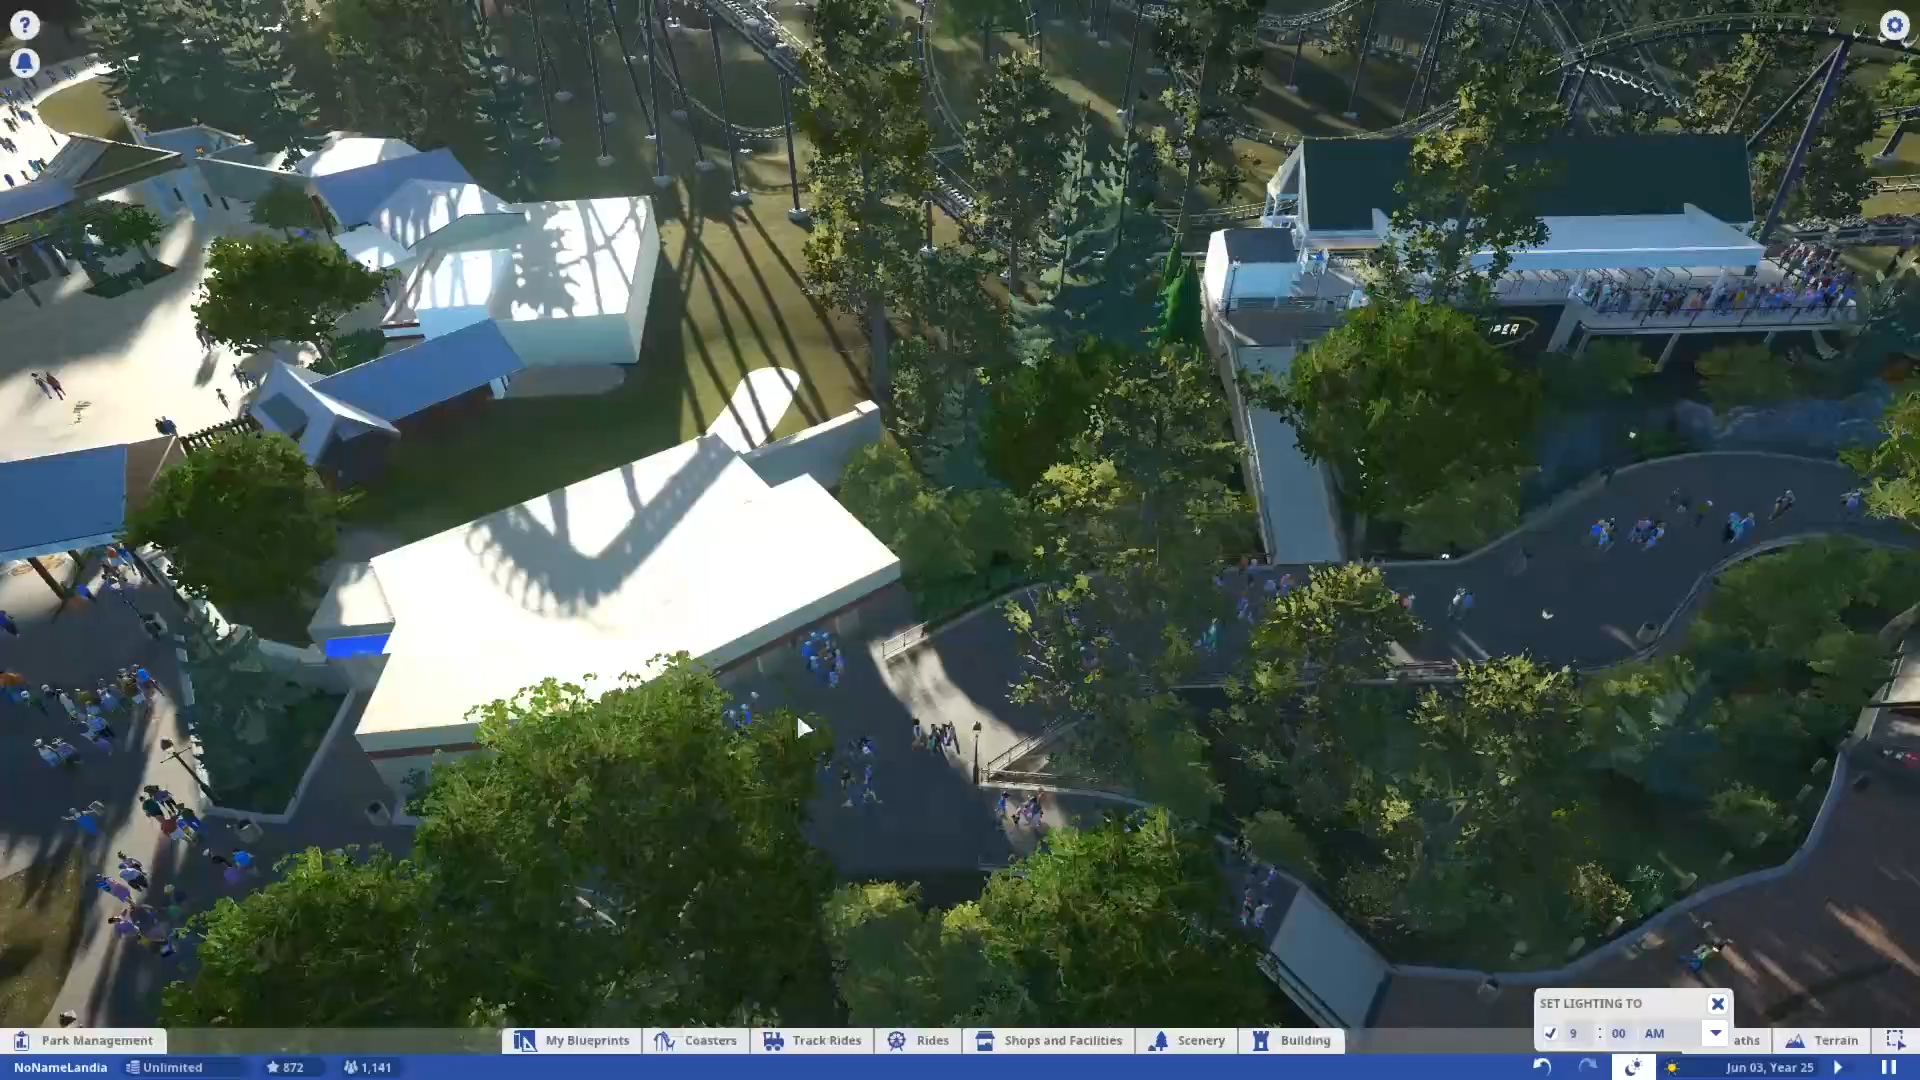 ?
PER
SET LIGHTING TO
9 : 00 AM
Park Management
My Blueprints
Coasters
Track Rides
Rides
Shops and Facilities
Scenery
Building
aths
Terrain
NoNameLandia
Unlimited
872
1,141
Jun 03, Year 25